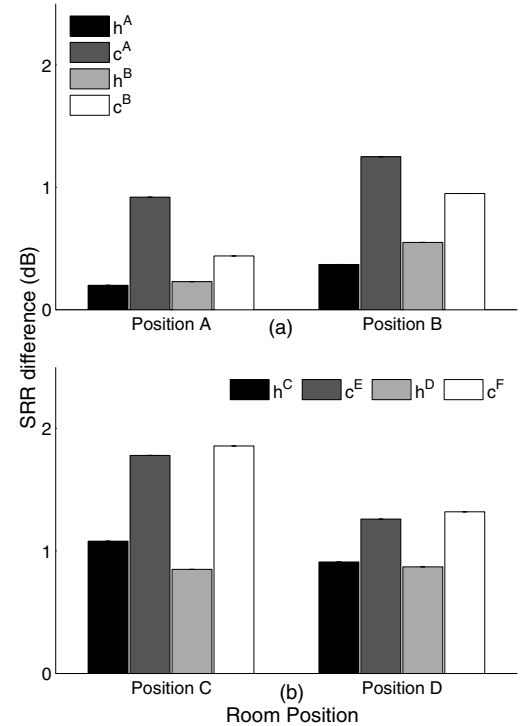 2
1
0
h^A
c^A
h^B
c^B
Position A
Position B
(a)
SRR difference (dB)
2
1
0
h^C
c^E
h^D
c^F
Position C
Position D
(b)
Room Position